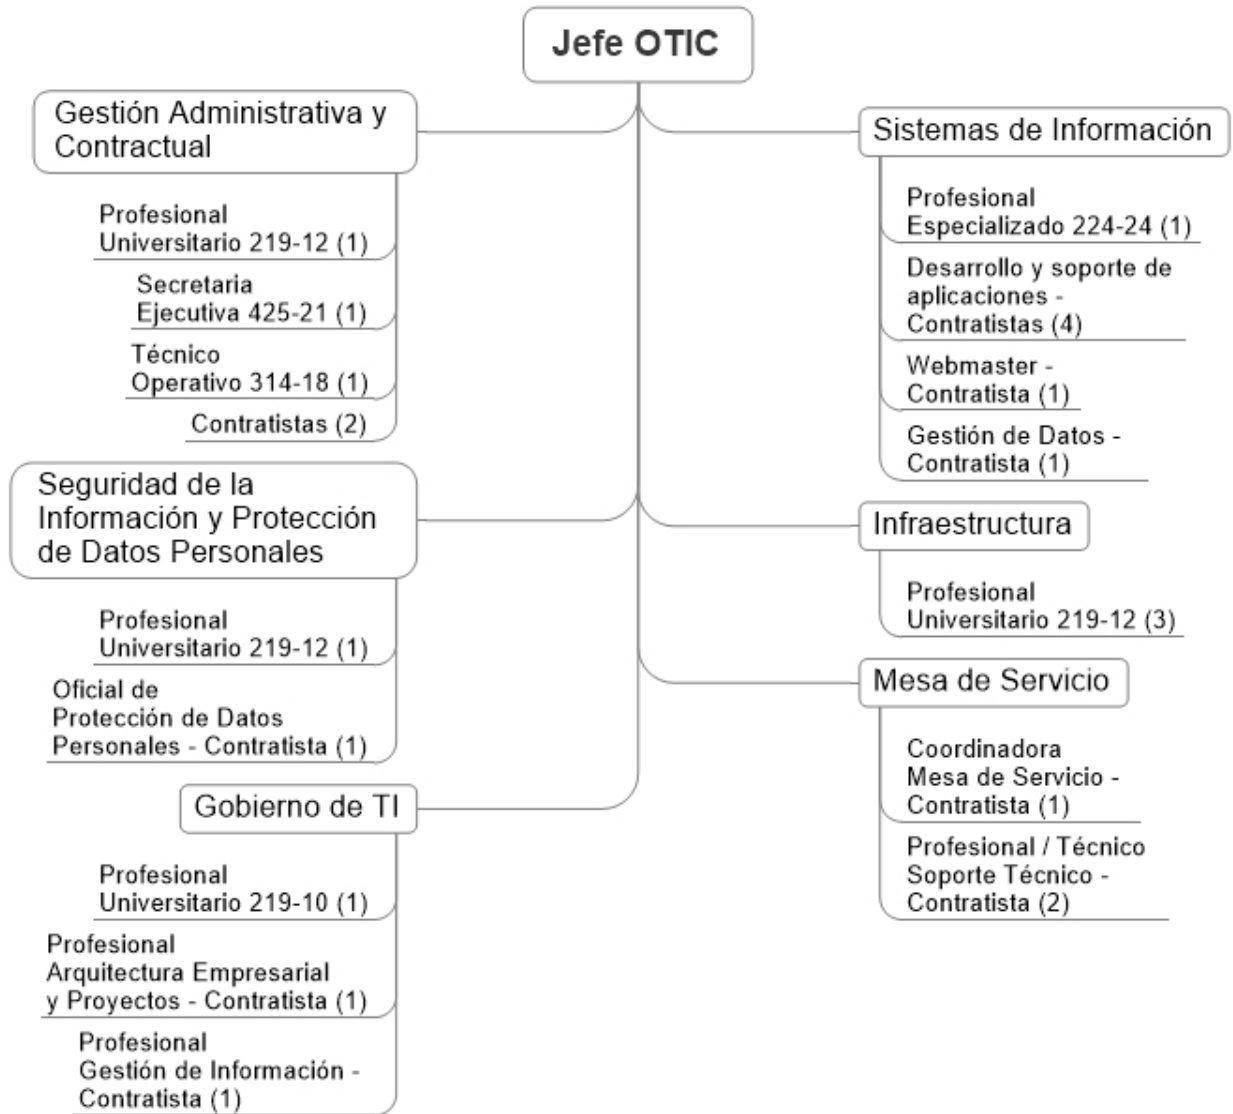 Jefe OTIC
Gestión Administrativa y
Contractual
Profesional
Universitario 219-12 (1)
Secretaria
Ejecutiva 425-21 (1)
Técnico
Operativo 314-18 (1)
Contratistas (2)
Seguridad de la
Información y Protección
de Datos Personales
Profesional
Universitario 219-12 (1)
Oficial de
Protección de Datos
Personales - Contratista (1)
Gobierno de TI
Profesional
Universitario 219-10 (1)
Profesional
Arquitectura Empresarial
y Proyectos - Contratista (1)
Profesional
Gestión de Información -
Contratista (1)
Sistemas de Información
Profesional
Especializado 224-24 (1)
Desarrollo y soporte de
aplicaciones -
Contratistas (4)
Webmaster -
Contratista (1)
Gestión de Datos -
Contratista (1)
Infraestructura
Profesional
Universitario 219-12 (3)
Mesa de Servicio
Coordinadora
Mesa de Servicio -
Contratista (1)
Profesional / Técnico
Soporte Técnico -
Contratista (2)